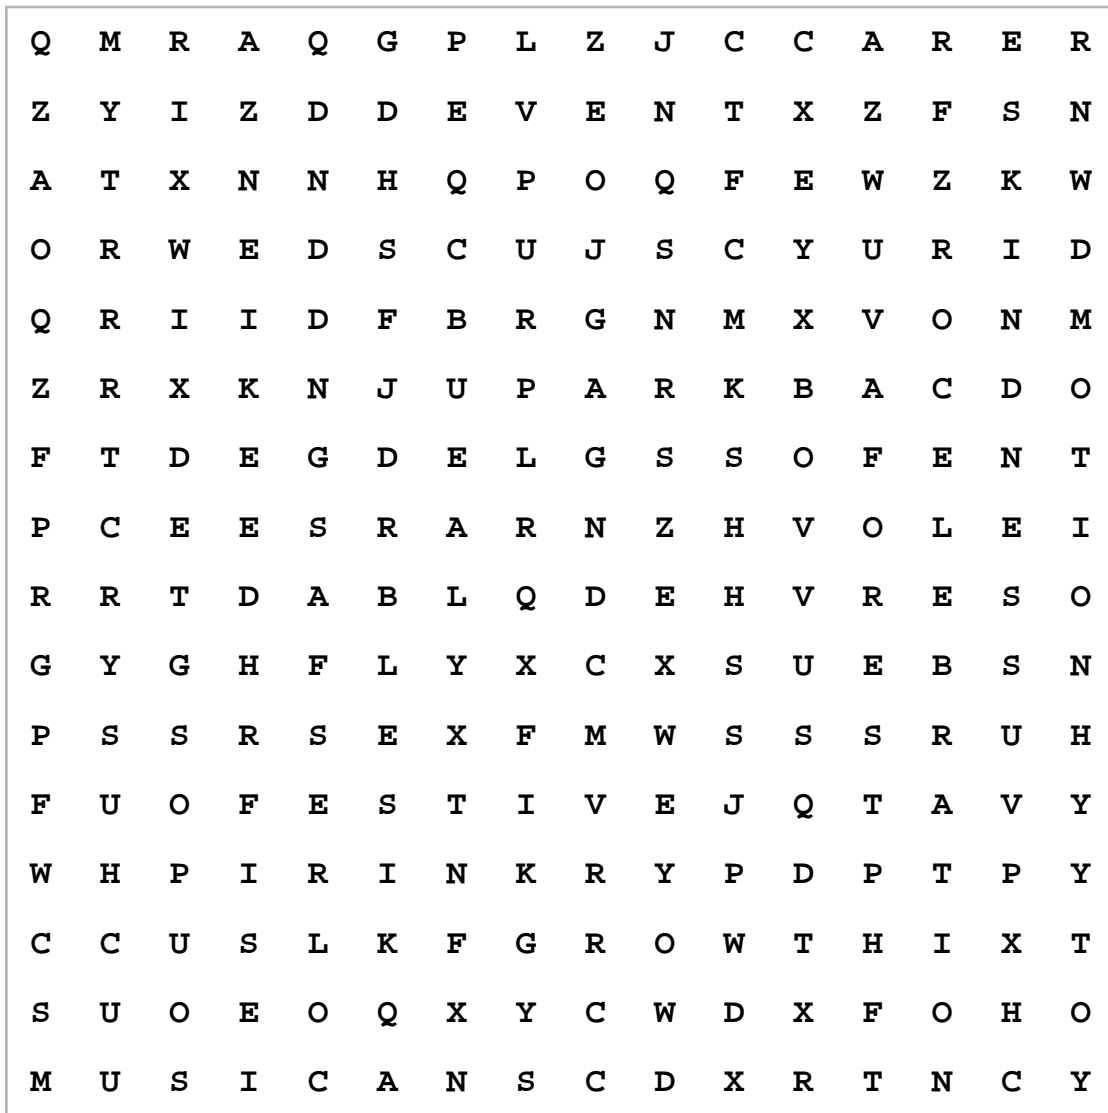 Q M R A Q G P L Z J C C A R E R
Z Y I Z D D E V E N T X Z F S N
A T X N N H Q P O Q F E W Z K W
O R W E D S C U J S C Y U R I D
Q R I I D F B R G N M X V O N M
Z R X K N J U P A R K B A C D O
F T D E G D E L G S S O F E N T
P C E E S R A R N Z H V O L E I
R R T D A B L Q D E H V R E S O
G Y G H F L Y X C X S U E B S N
P S S R S E X F M W S S S R U H
F U O F E S T I V E J Q T A V Y
W H P I R I N K R Y P D P T P Y
C C U S L K F G R O W T H I X T
S U O E O Q X Y C W D X F O H O
M U S I C A N S C D X R T N C Y